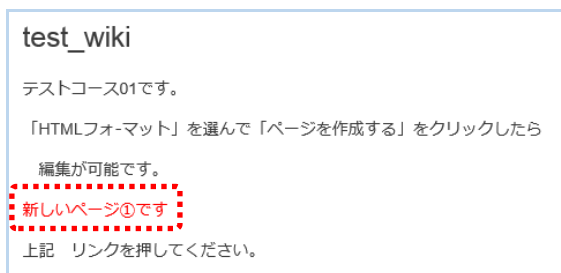 test_wiki
テストコース01です。
「HTMLフォ-マット」を選んで「ページを作成する」をクリックしたら
編集が可能です。
新しいページ①です
上記　リンクを押してください。